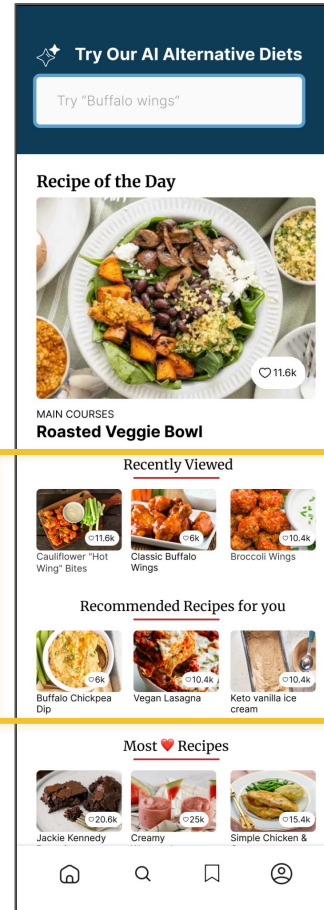 Try Our AI Alternative Diets
Try “Buffalo wings”
Recipe of the Day
11.6k
MAIN COURSES
Roasted Veggie Bowl
Recently Viewed
11.6k
6k
10.4k
Cauliflower "Hot
Wing" Bites
Classic Buffalo
Wings
Broccoli Wings
Recommended Recipes for you
6k
10.4k
10.4k
Buffalo Chickpea
Dip
Vegan Lasagna
Keto vanilla ice
cream
Most ❤️ Recipes
20.6k
25k
15.4k
Jackie Kennedy
Creamy
Simple Chicken &